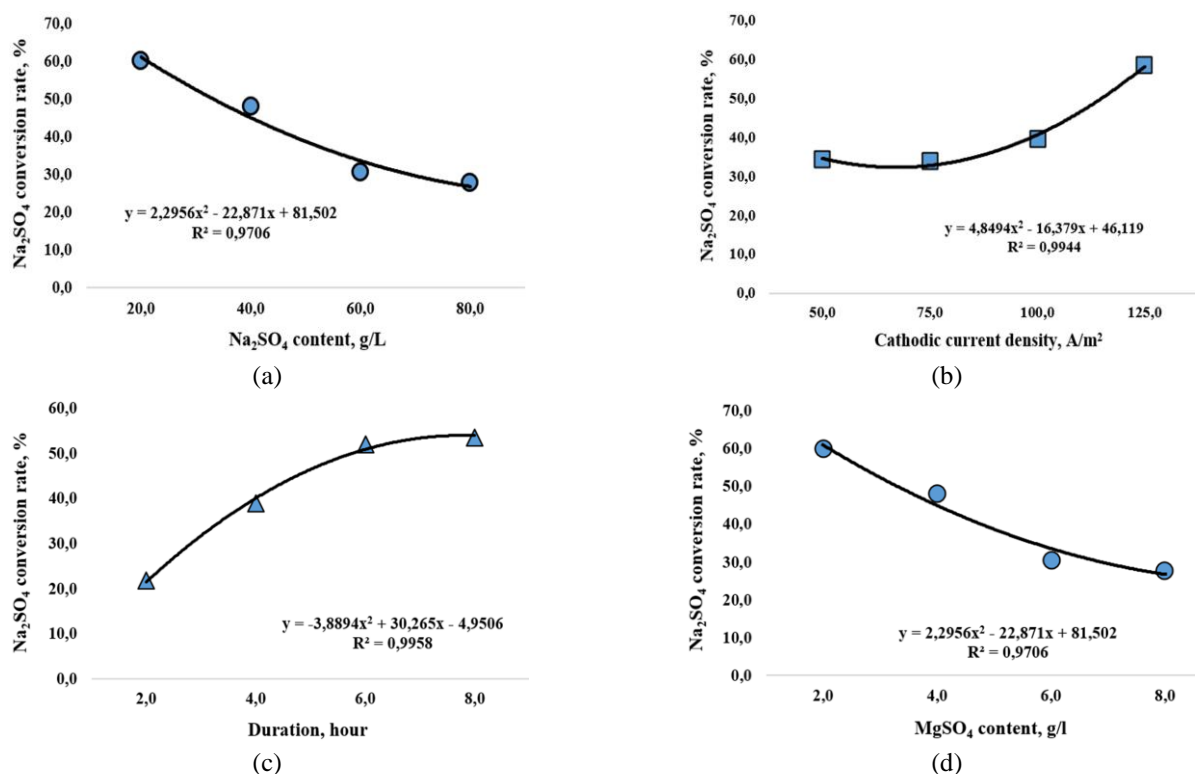 70,0
60,0
50,0
40,0
30,0
20,0
10,0
0,0
Na₂SO₄ conversion rate, %
y = 2,2956x² - 22,871x + 81,502
R² = 0,9706
20,0 40,0 60,0 80,0
Na₂SO₄ content, g/L
(a)
70,0
60,0
50,0
40,0
30,0
20,0
10,0
0,0
Na₂SO₄ conversion rate, %
y = 4,8494x² - 16,379x + 46,119
R² = 0,9944
50,0 75,0 100,0 125,0
Cathodic current density, A/m²
(b)
60,0
50,0
40,0
30,0
20,0
10,0
0,0
Na₂SO₄ conversion rate, %
y = -3,8894x² + 30,265x - 4,9506
R² = 0,9958
2,0 4,0 6,0 8,0
Duration, hour
(c)
70,0
60,0
50,0
40,0
30,0
20,0
10,0
0,0
Na₂SO₄ conversion rate, %
y = 2,2956x² - 22,871x + 81,502
R² = 0,9706
2,0 4,0 6,0 8,0
MgSO₄ content, g/l
(d)